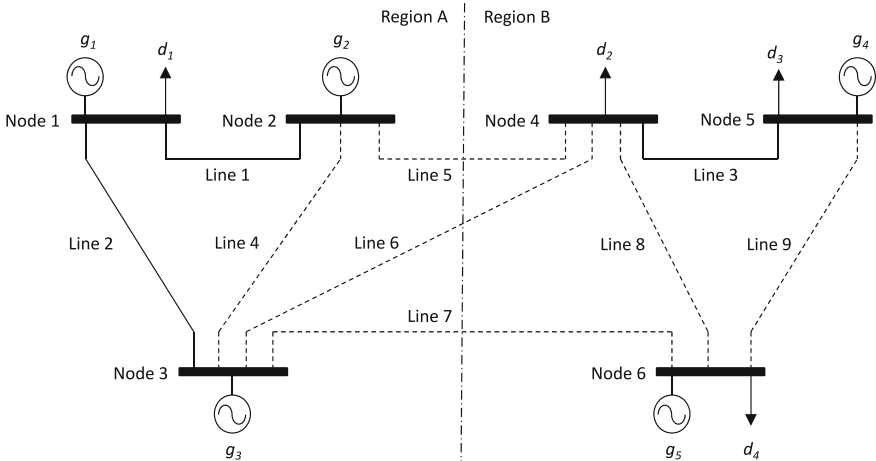 Region A
Region B
g1
d1
g2
d2
d3
g4
Node 1
Node 2
Node 4
Node 5
Line 1
Line 5
Line 3
Line 2
Line 4
Line 6
Line 8
Line 9
Line 7
Node 3
Node 6
g3
g5
d4